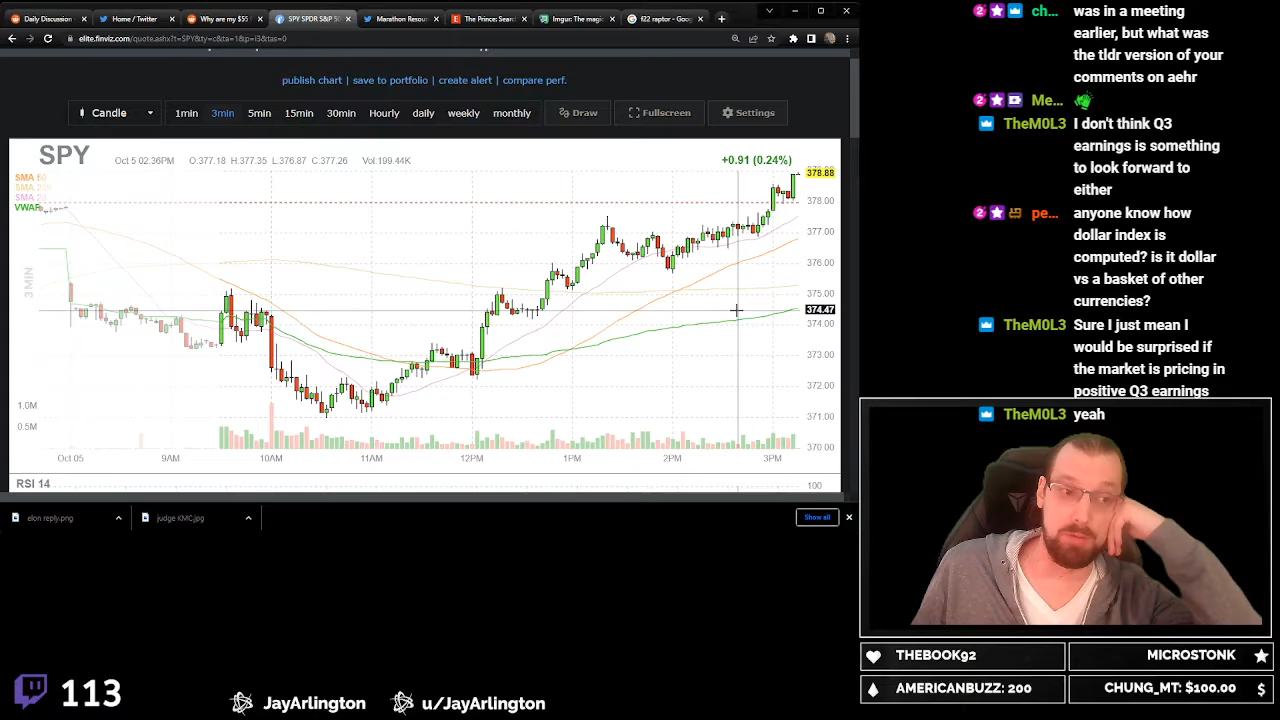 Daily Discussion
Home / Twitter
Why are my $55
SPY SPDR S&P 5
Marathon Resour
The Prince: Searc
Imgur: The magic
f22 raptor - Goog
elite.finviz.com/quote.ashx?t=SPY&ty=c&ta=1&p=i3&tas=0
publish chart | save to portfolio | create alert | compare perf.
Candle
1min 3min 5min 15min 30min Hourly daily weekly monthly
Draw
Fullscreen
Settings
SPY
Oct 5 02:36PM O:377.18 H:377.35 L:376.87 C:377.26 Vol:199.44K
+0.91 (0.24%)
378.88
SMA 20
VWAP
378.00
377.00
376.00
375.00
374.47
374.00
373.00
372.00
371.00
370.00
3MIN
1.0M
0.5M
Oct 05 9AM 10AM 11AM 12PM 1PM 2PM 3PM
RSI 14
100
elon reply.png
judge KMC.jpg
Show all
113
JayArlington
u/JayArlington
2 ch...
was in a meeting
earlier, but what was
the tldr version of your
comments on aehr
2 Me...
TheM0L3 I don't think Q3
earnings is something
to look forward to
either
2 pe... anyone know how
dollar index is
computed? is it dollar
vs a basket of other
currencies?
TheM0L3 Sure I just mean I
would be surprised if
the market is pricing in
positive Q3 earnings
TheM0L3 yeah
THEBOOK92
MICROSTONK
AMERICANBUZZ: 200
CHUNG_MT: $100.00 $